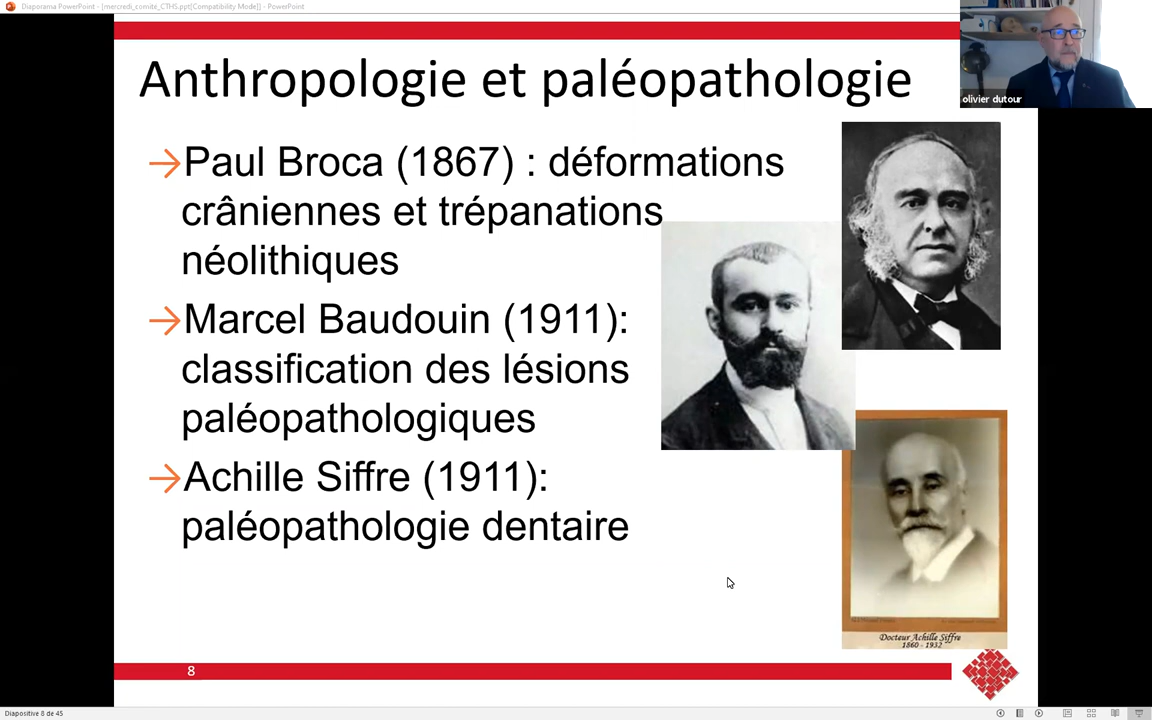 Diaporama PowerPoint - [mercredi_comité_CTHS.ppt[Compatibility Mode]] - PowerPoint
olivier dutour
Anthropologie et paléopathologie
→Paul Broca (1867) : déformations
crâniennes et trépanations
néolithiques
→Marcel Baudouin (1911):
classification des lésions
paléopathologiques
→Achille Siffre (1911):
paléopathologie dentaire
Docteur Achille Siffre
1860 - 1932
8
Diapositive 8 de 45